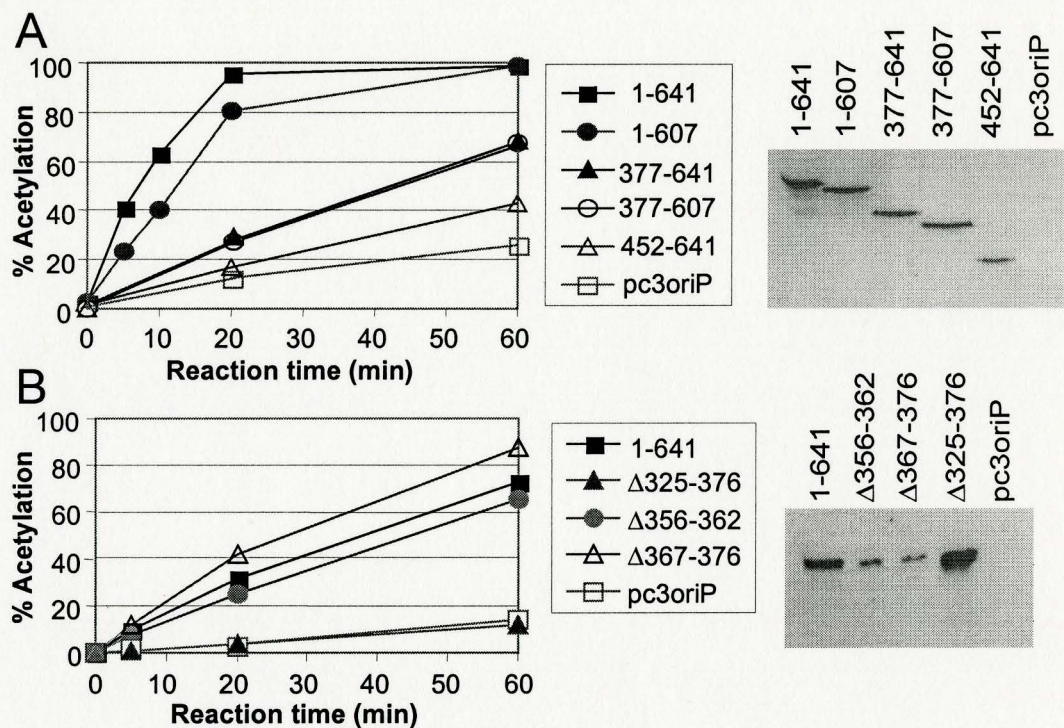 A
100
80
60
40
20
0
% Acetylation
0 10 20 30 40 50 60
Reaction time (min)
1-641
1-607
377-641
377-607
452-641
pc3oriP
1-641
1-607
377-641
377-607
452-641
pc3oriP
B
100
80
60
40
20
0
% Acetylation
0 10 20 30 40 50 60
Reaction time (min)
1-641
Δ325-376
Δ356-362
Δ367-376
pc3oriP
1-641
Δ356-362
Δ367-376
Δ325-376
pc3oriP